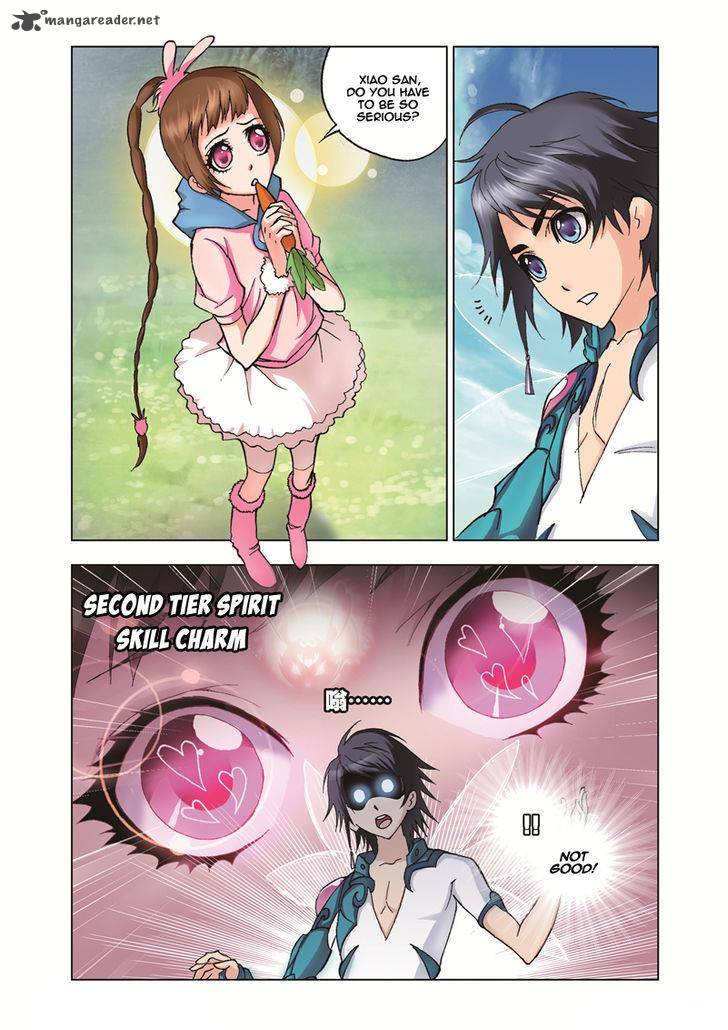 mangareader.net
XIAO SAN,
DO YOU HAVE
TO BE SO
SERIOUS?
SECOND TIER SPIRIT
SKILL CHARM
嗡……
!!
NOT
GOOD!